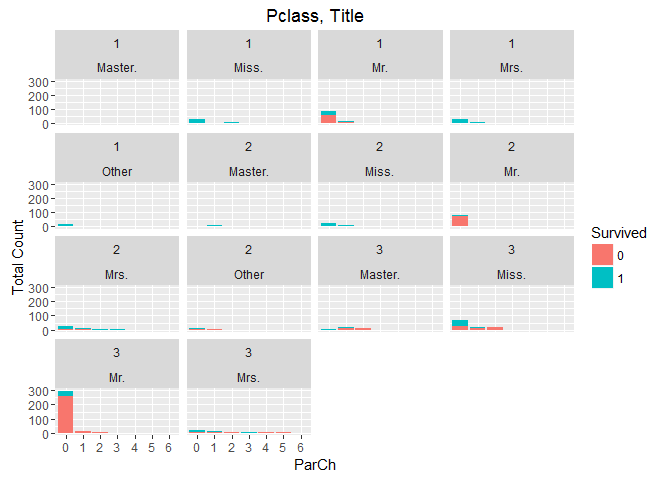 Pclass, Title
1 1 1 1
Master. Miss. Mr. Mrs.
300
200
100
0
1 2 2 2
Other Master. Miss. Mr.
300
200
100
0
2 2 3 3
Mrs. Other Master. Miss.
300
200
100
0
3 3
Mr. Mrs.
300
200
100
0
0 1 2 3 4 5 6 0 1 2 3 4 5 6
ParCh
Total Count
Survived
0
1